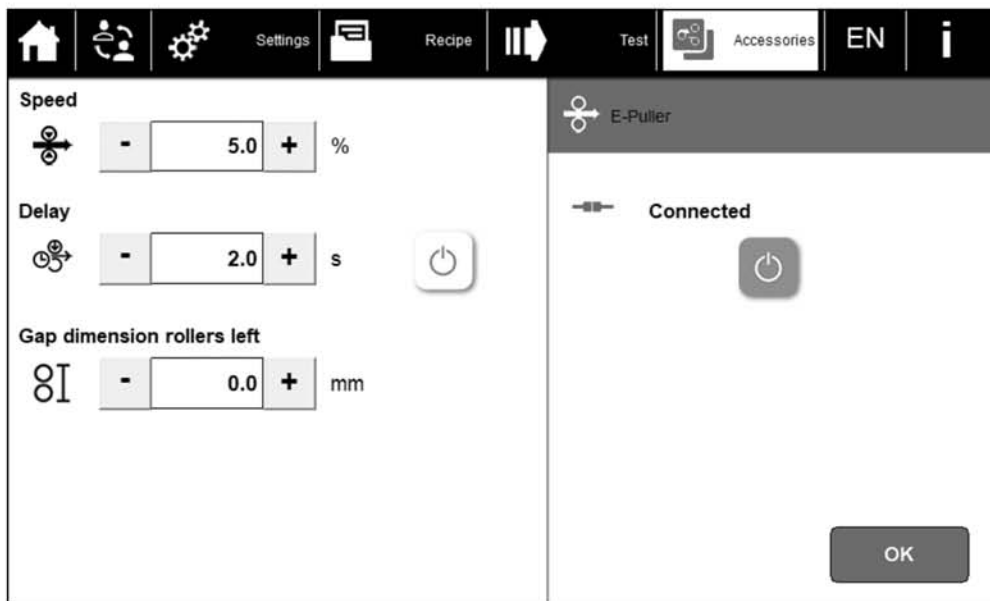 Settings Recipe Test Accessories EN i
Speed
- 5.0 + %
E-Puller
Delay
- 2.0 + s
Connected
Gap dimension rollers left
- 0.0 + mm
OK